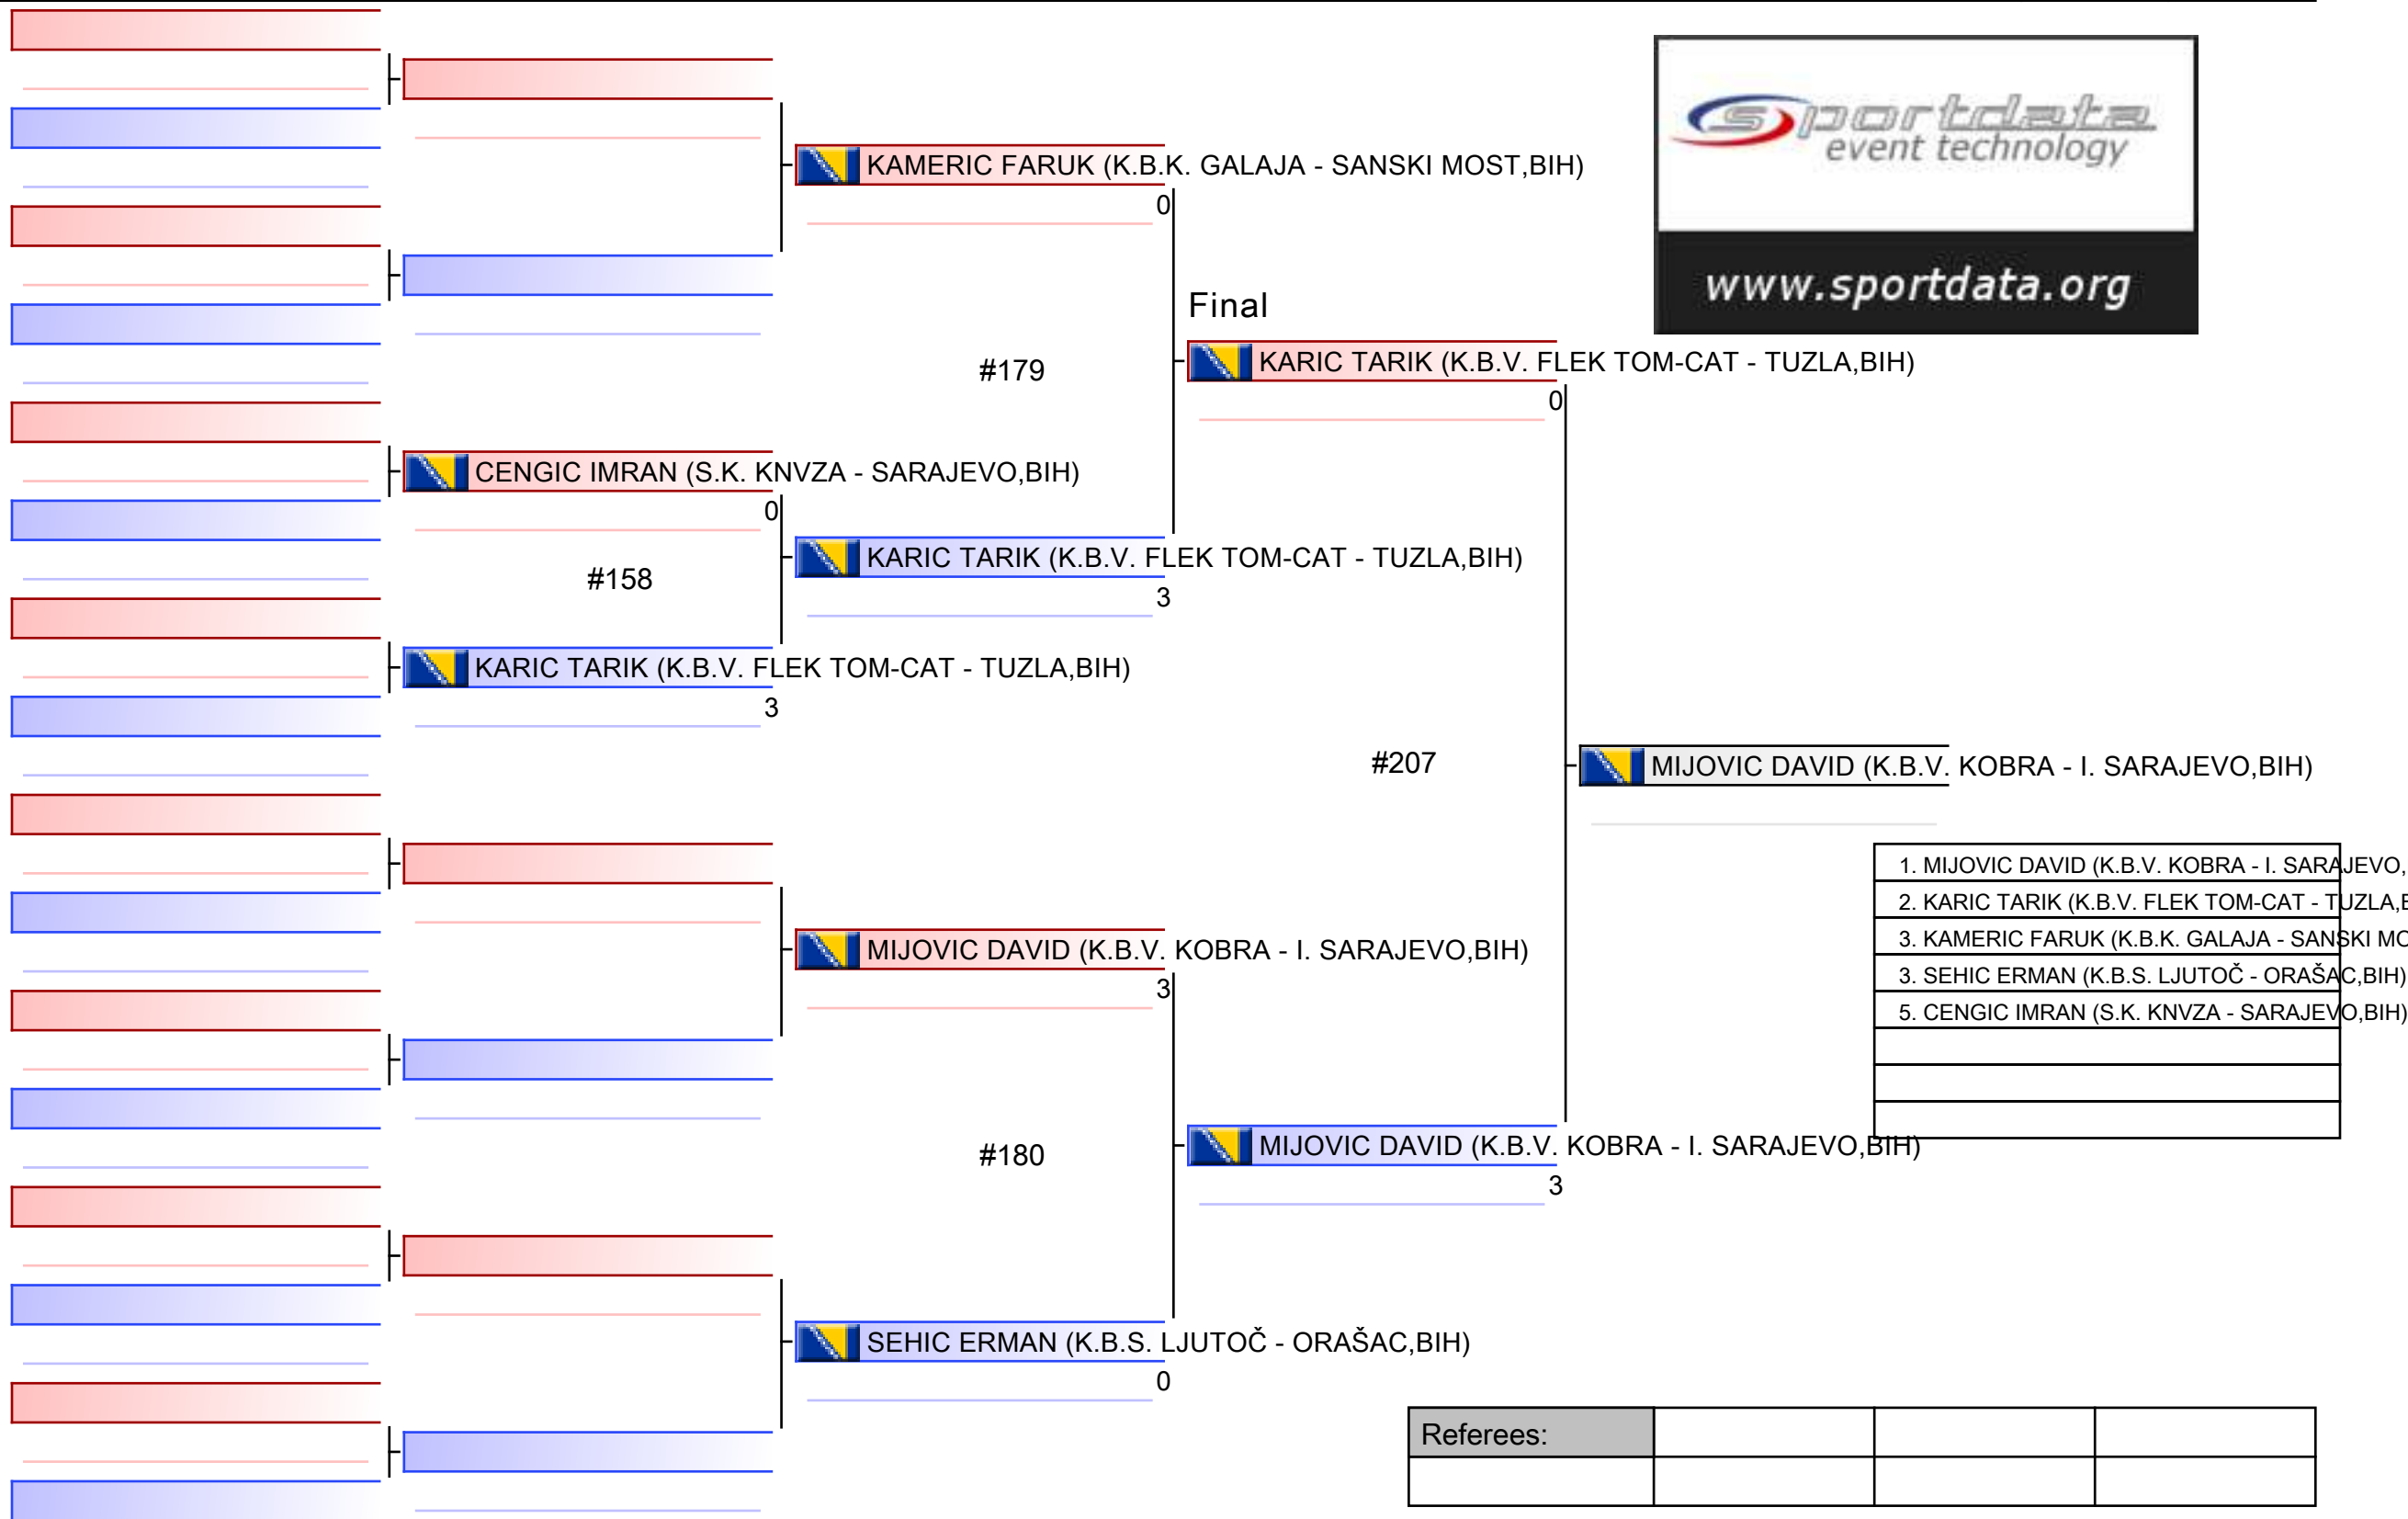 sportdata
event technology
www.sportdata.org
KAMERIC FARUK (K.B.K. GALAJA - SANSKI MOST,BIH)
0
Final
#179
KARIC TARIK (K.B.V. FLEK TOM-CAT - TUZLA,BIH)
0
CENGIC IMRAN (S.K. KNVZA - SARAJEVO,BIH)
0
#158
KARIC TARIK (K.B.V. FLEK TOM-CAT - TUZLA,BIH)
3
KARIC TARIK (K.B.V. FLEK TOM-CAT - TUZLA,BIH)
3
#207
MIJOVIC DAVID (K.B.V. KOBRA - I. SARAJEVO,BIH)
1. MIJOVIC DAVID (K.B.V. KOBRA - I. SARAJEVO,
2. KARIC TARIK (K.B.V. FLEK TOM-CAT - TUZLA,B
3. KAMERIC FARUK (K.B.K. GALAJA - SANSKI MO
3. SEHIC ERMAN (K.B.S. LJUTOČ - ORAŠAC,BIH)
5. CENGIC IMRAN (S.K. KNVZA - SARAJEVO,BIH)
MIJOVIC DAVID (K.B.V. KOBRA - I. SARAJEVO,BIH)
3
#180
MIJOVIC DAVID (K.B.V. KOBRA - I. SARAJEVO,BIH)
3
SEHIC ERMAN (K.B.S. LJUTOČ - ORAŠAC,BIH)
0
Referees: